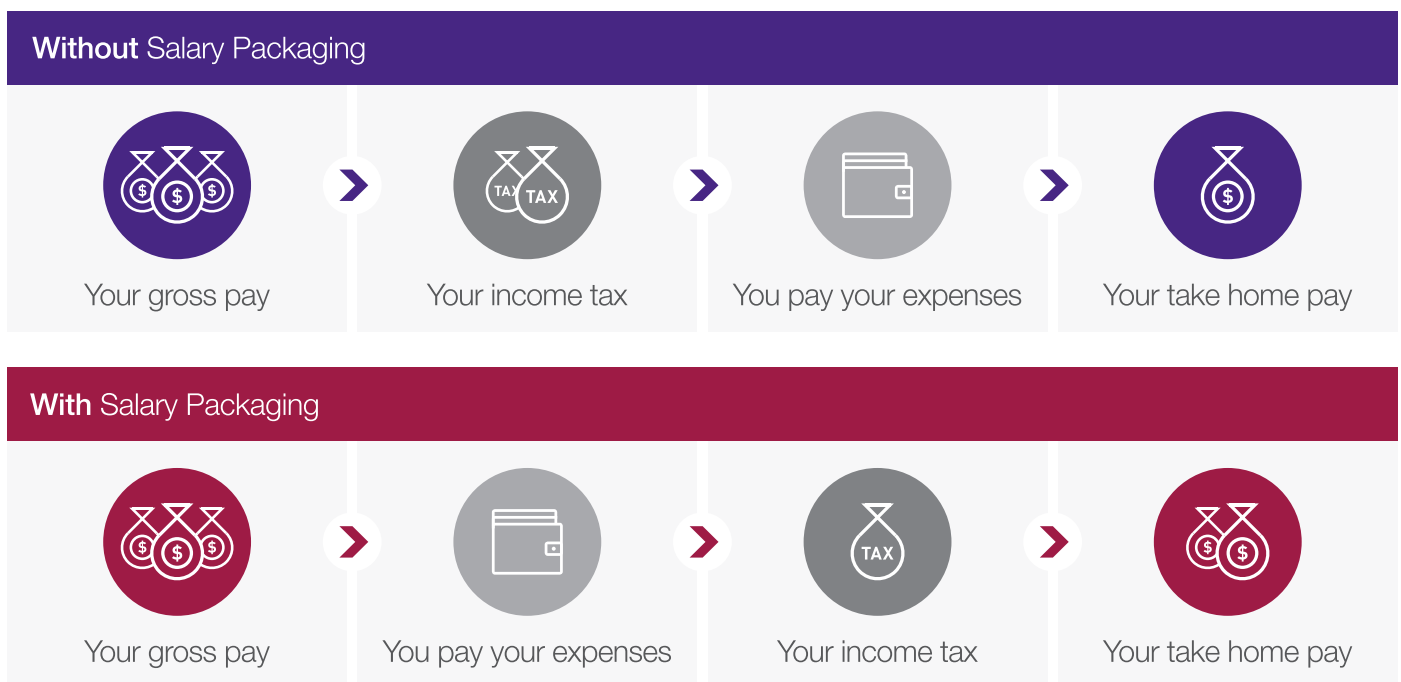 Without Salary Packaging
$ $ $
TAX TAX
$
Your gross pay
Your income tax
You pay your expenses
Your take home pay
With Salary Packaging
$ $ $
TAX
$ $
Your gross pay
You pay your expenses
Your income tax
Your take home pay